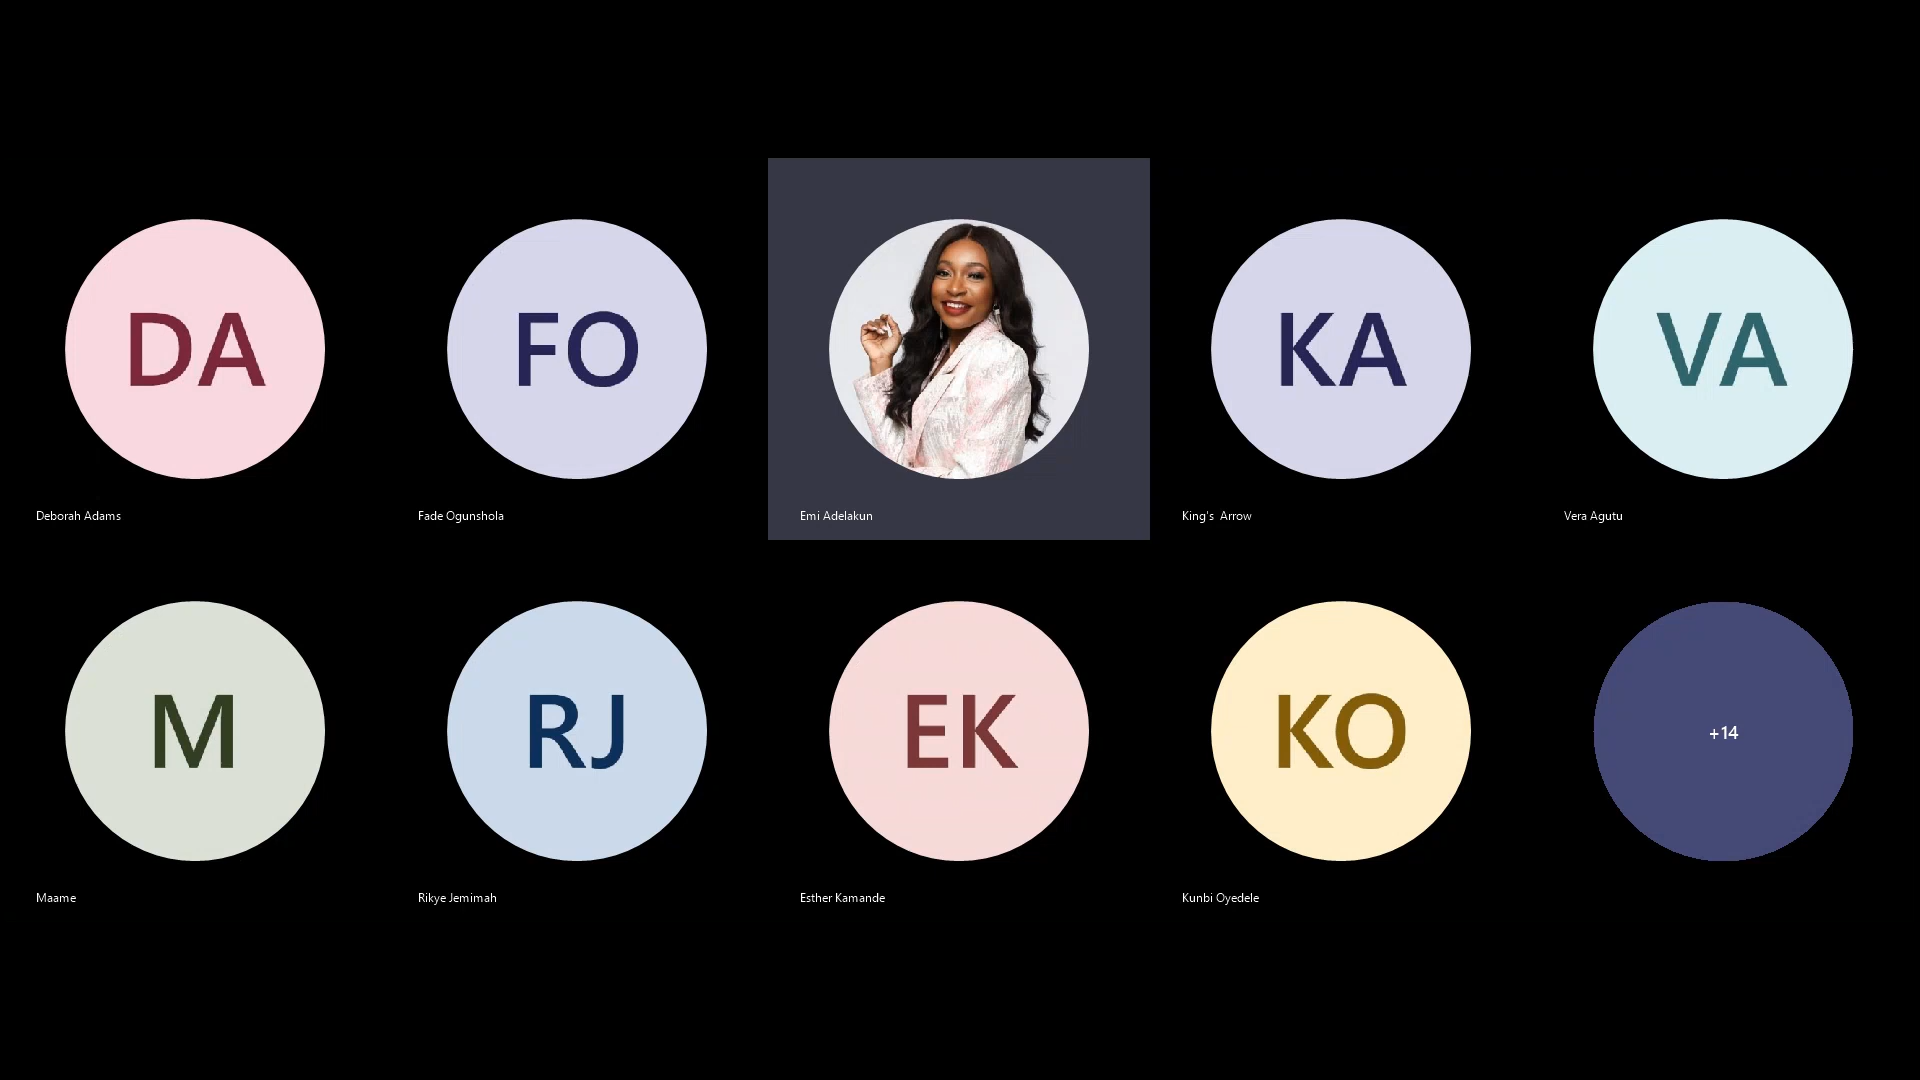 DA
FO
KA
VA
Deborah Adams
Fade Ogunshola
Emi Adelakun
King's  Arrow
Vera Agutu
M
RJ
EK
KO
+14
Maame
Rikye Jemimah
Esther Kamande
Kunbi Oyedele